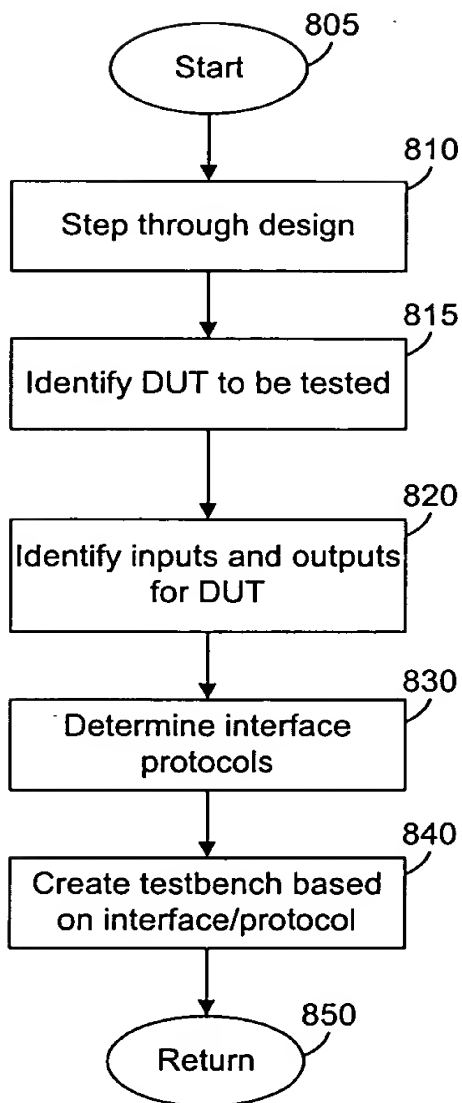 805
Start
810
Step through design
815
Identify DUT to be tested
820
Identify inputs and outputs
for DUT
830
Determine interface
protocols
840
Create testbench based
on interface/protocol
850
Return